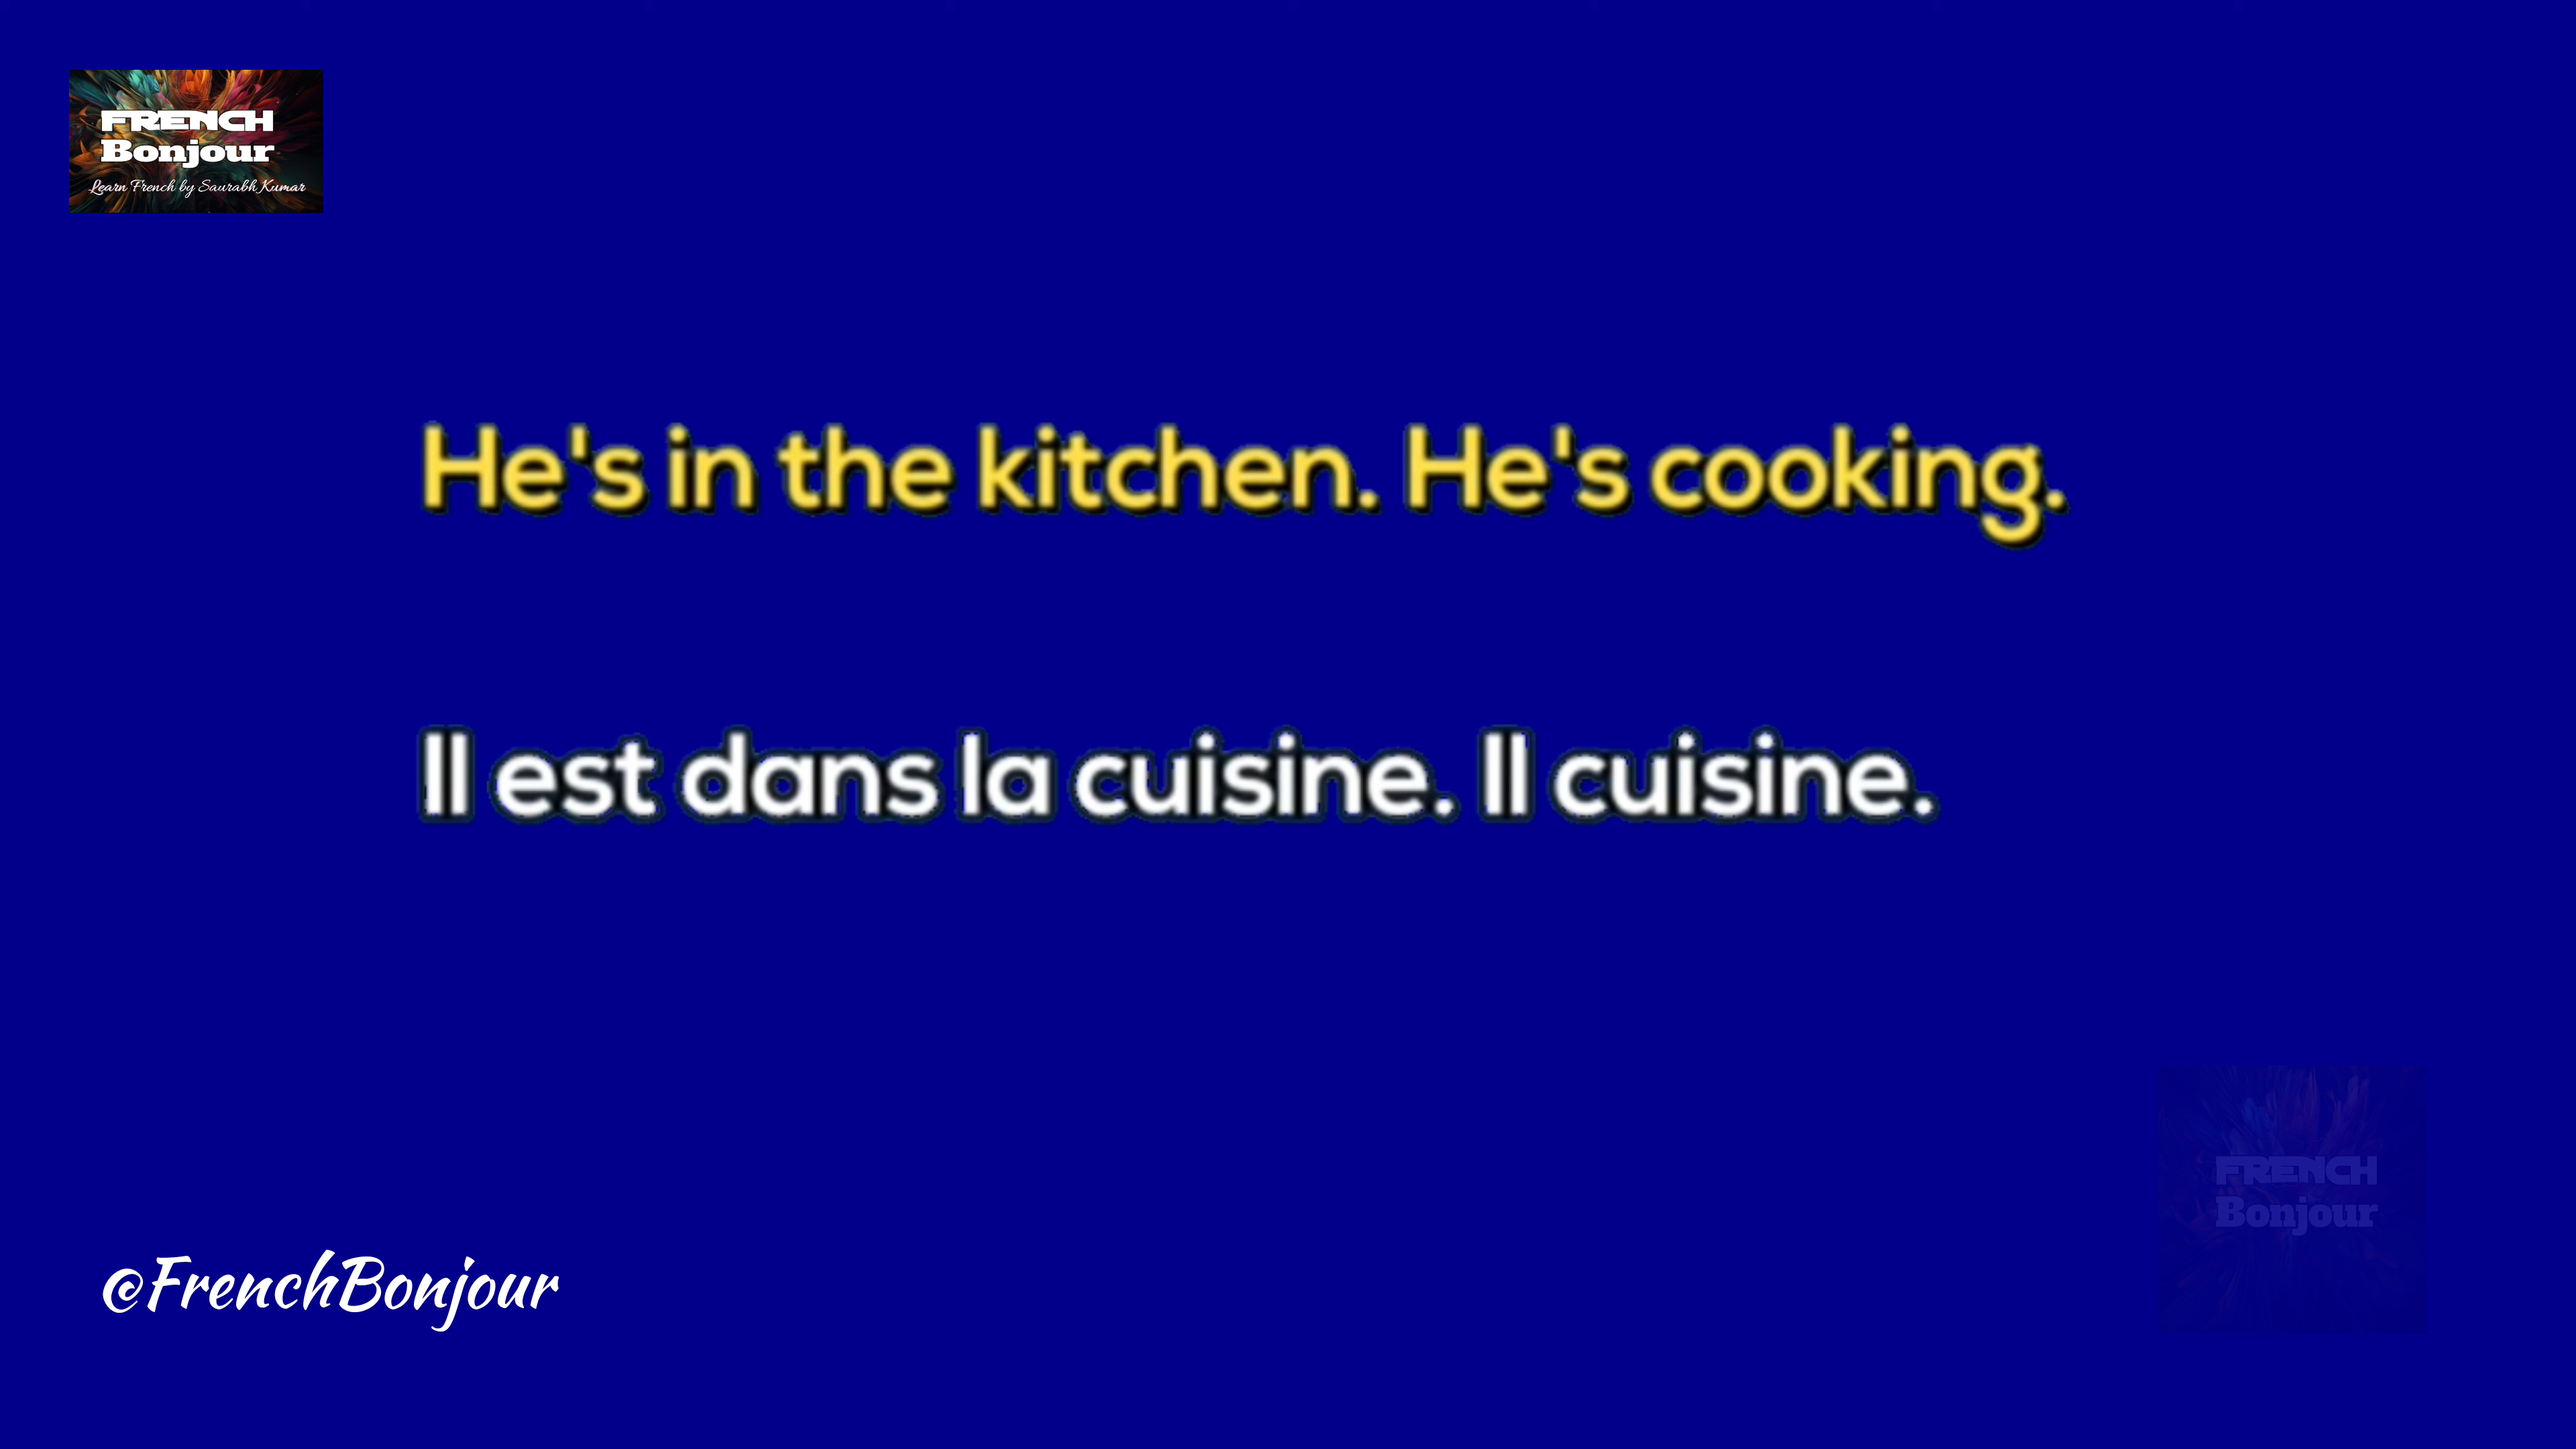 FRENCH
Bonjour
Learn French by Saurabh Kumar
He's in the kitchen. He's cooking.
Il est dans la cuisine. Il cuisine.
FRENCH
Bonjour
@FrenchBonjour